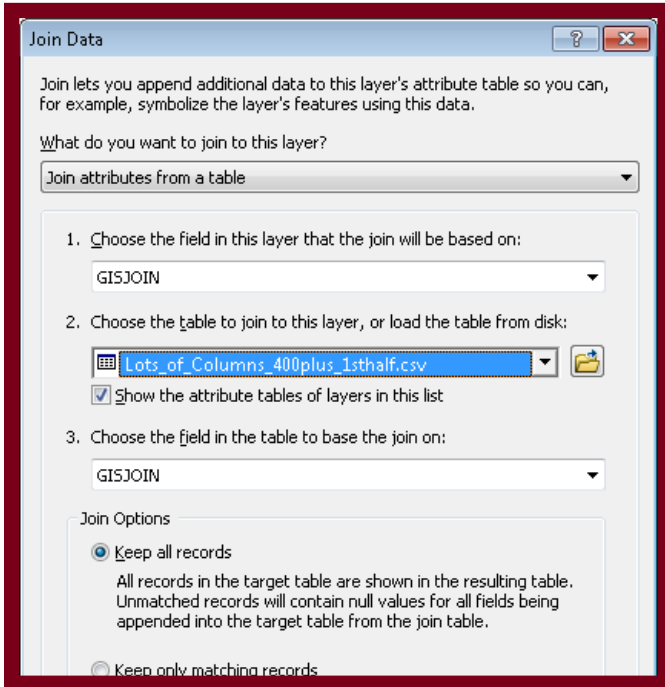 Join Data
Join lets you append additional data to this layer's attribute table so you can,
for example, symbolize the layer's features using this data.
What do you want to join to this layer?
Join attributes from a table
1. Choose the field in this layer that the join will be based on:
GISJOIN
2. Choose the table to join to this layer, or load the table from disk:
Lots_of_Columns_400plus_1sthalf.csv
Show the attribute tables of layers in this list
3. Choose the field in the table to base the join on:
GISJOIN
Join Options
Keep all records
All records in the target table are shown in the resulting table.
Unmatched records will contain null values for all fields being
appended into the target table from the join table.
Keep only matching records